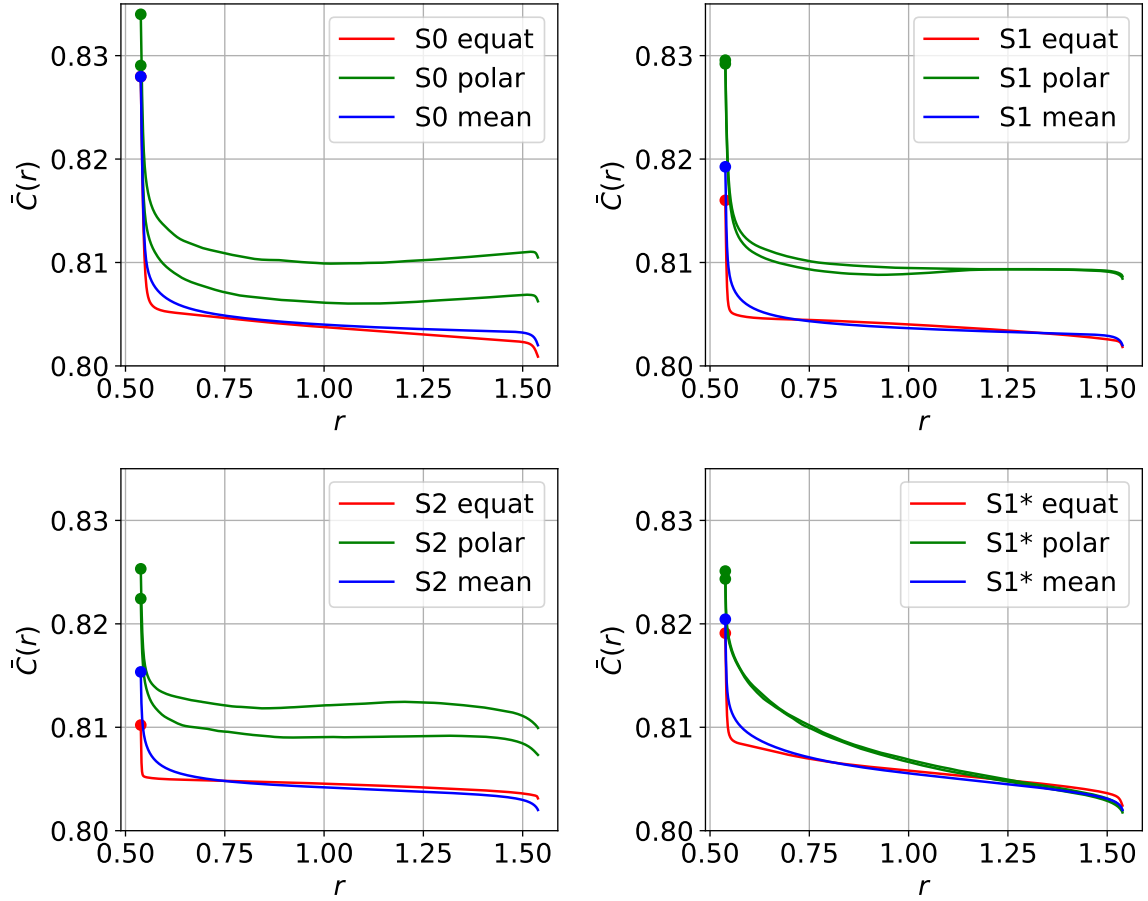 0.83
0.82
0.81
0.80
C̄(r)
S0 equat
S0 polar
S0 mean
0.50 0.75 1.00 1.25 1.50
r
0.83
0.82
0.81
0.80
C̄(r)
S1 equat
S1 polar
S1 mean
0.50 0.75 1.00 1.25 1.50
r
0.83
0.82
0.81
0.80
C̄(r)
S2 equat
S2 polar
S2 mean
0.50 0.75 1.00 1.25 1.50
r
0.83
0.82
0.81
0.80
C̄(r)
S1* equat
S1* polar
S1* mean
0.50 0.75 1.00 1.25 1.50
r